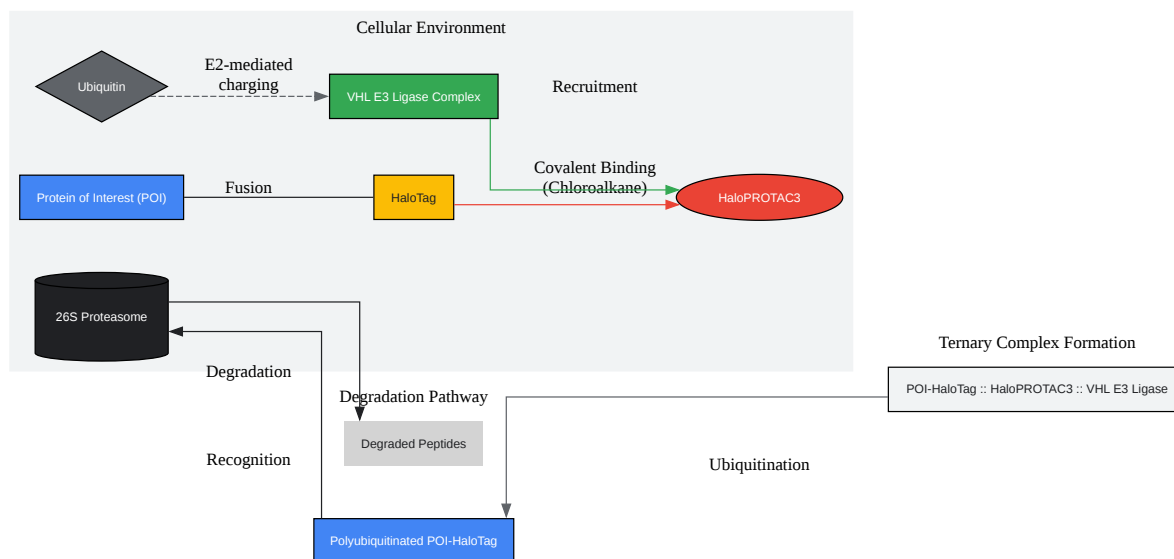 Cellular Environment
E2-mediated
charging
Ubiquitin
VHL E3 Ligase Complex
Recruitment
Covalent Binding
(Chloroalkane)
Protein of Interest (POI)
Fusion
HaloTag
HaloPROTAC3
26S Proteasome
Ternary Complex Formation
POI-HaloTag :: HaloPROTAC3 :: VHL E3 Ligase
Degradation
Degradation Pathway
Degraded Peptides
Recognition
Ubiquitination
Polyubiquitinated POI-HaloTag